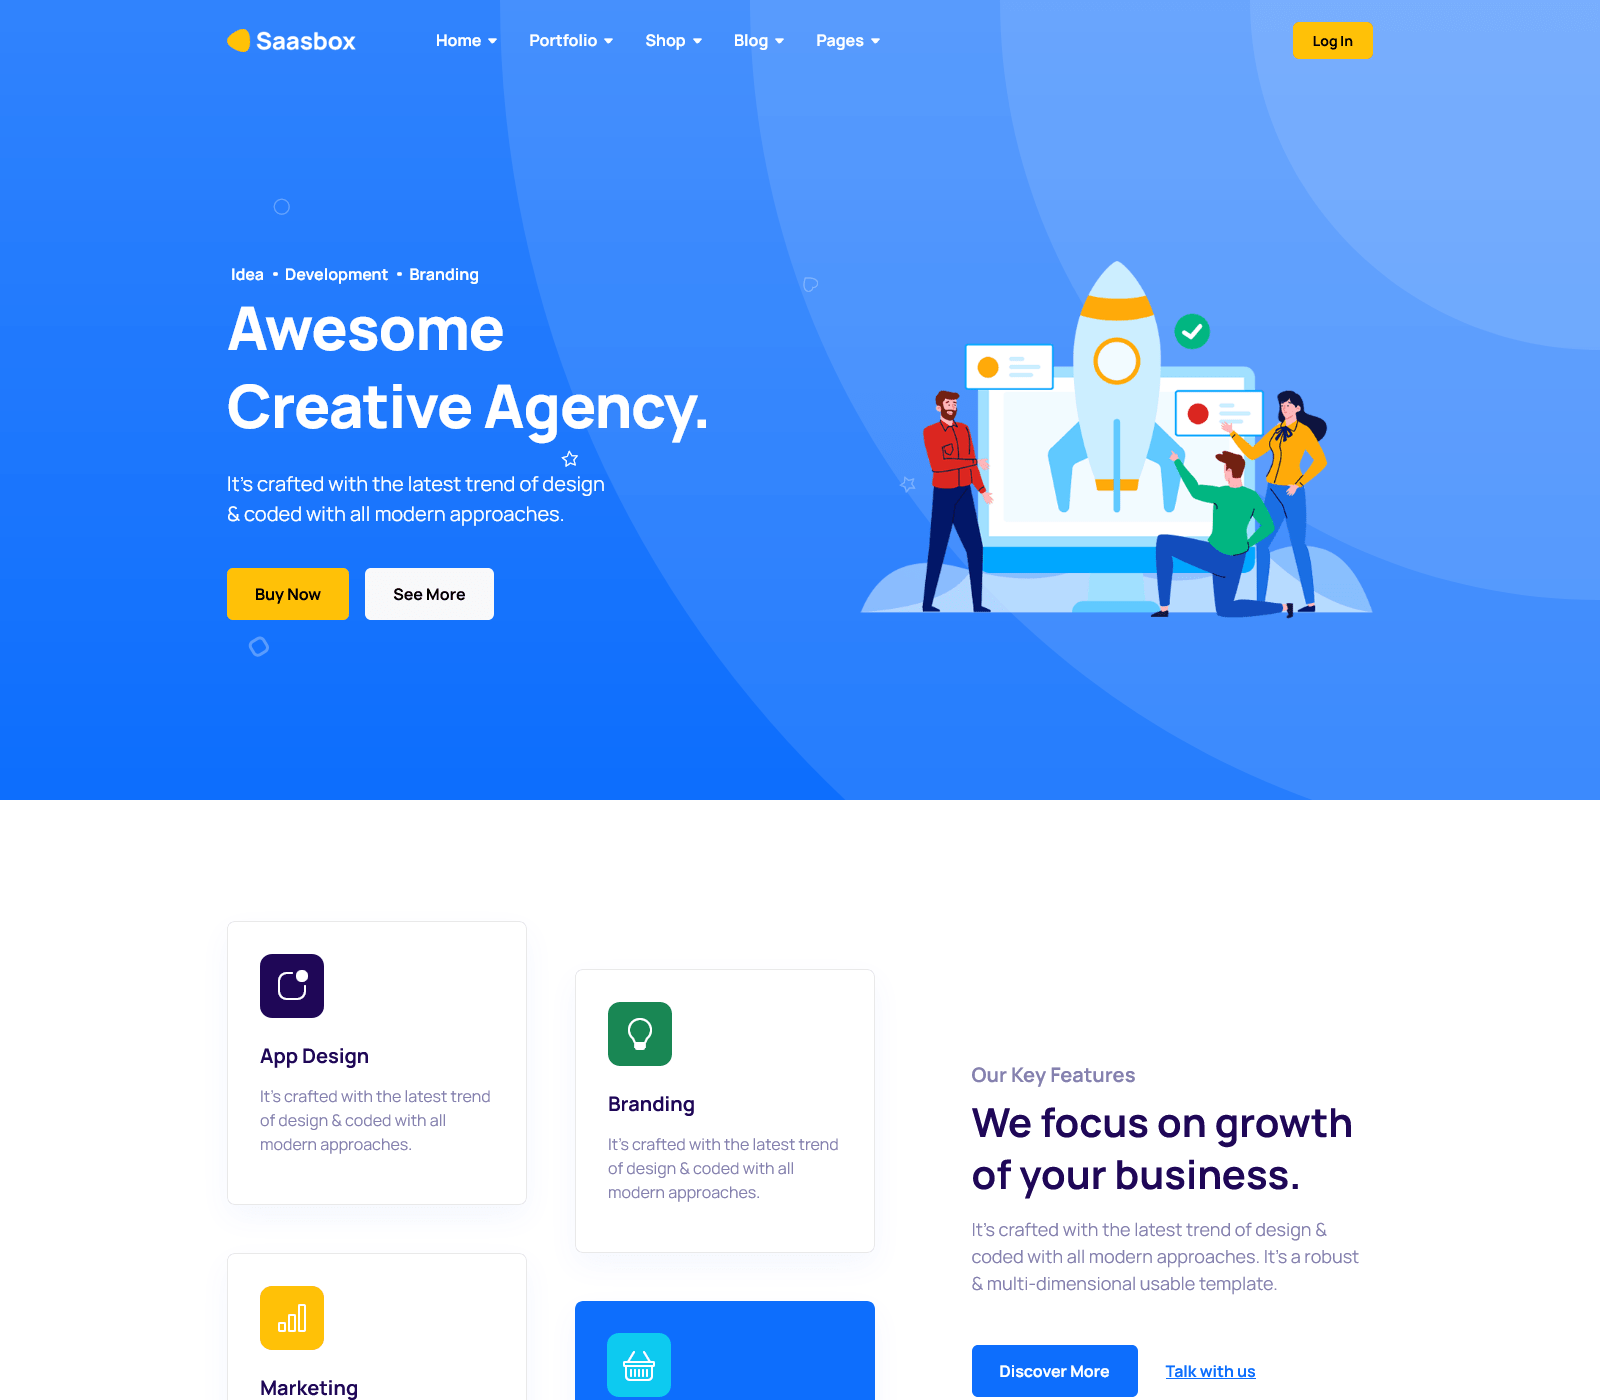 Saasbox
Home
Portfolio
Shop
Blog
Pages
Log In
Idea • Development • Branding
Awesome
Creative Agency.
It's crafted with the latest trend of design
& coded with all modern approaches.
Buy Now
See More
App Design
It's crafted with the latest trend
of design & coded with all
modern approaches.
Branding
It's crafted with the latest trend
of design & coded with all
modern approaches.
Marketing
Our Key Features
We focus on growth
of your business.
It's crafted with the latest trend of design &
coded with all modern approaches. It's a robust
& multi-dimensional usable template.
Discover More
Talk with us